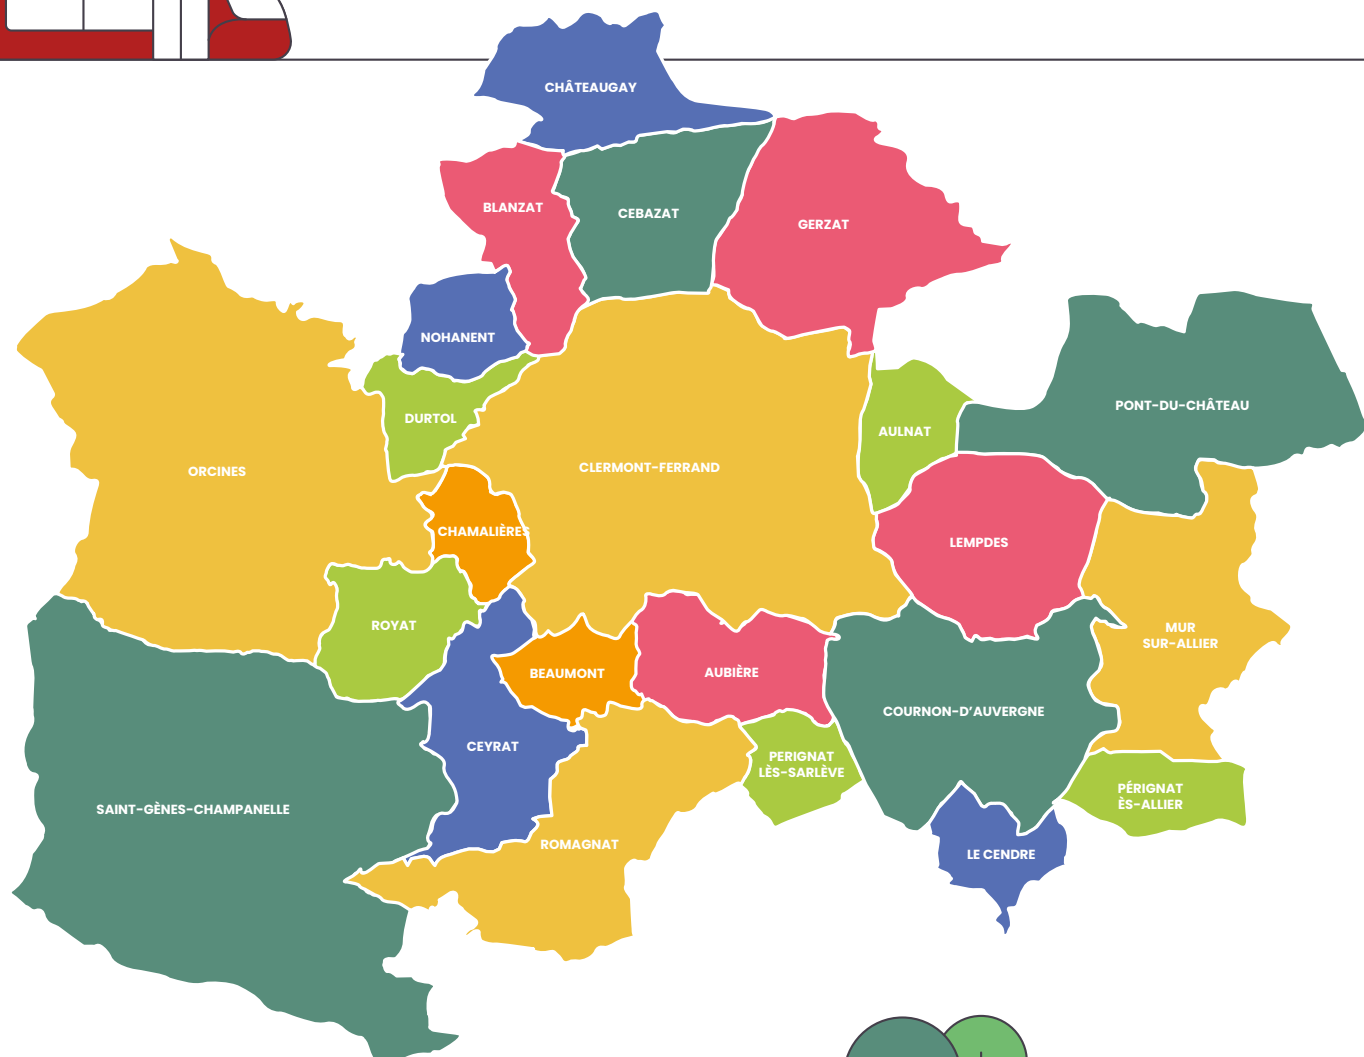 CHÂTEAUGAY
BLANZAT
CEBAZAT
GERZAT
NOHANENT
PONT-DU-CHÂTEAU
DURTOL
AULNAT
ORCINES
CLERMONT-FERRAND
CHAMALIÈRES
LEMPDES
ROYAT
MUR
SUR-ALLIER
BEAUMONT
AUBIÈRE
COURNON-D’AUVERGNE
CEYRAT
PERIGNAT
LÈS-SARLÈVE
PÉRIGNAT
ÈS-ALLIER
SAINT-GÈNES-CHAMPANELLE
ROMAGNAT
LE CENDRE